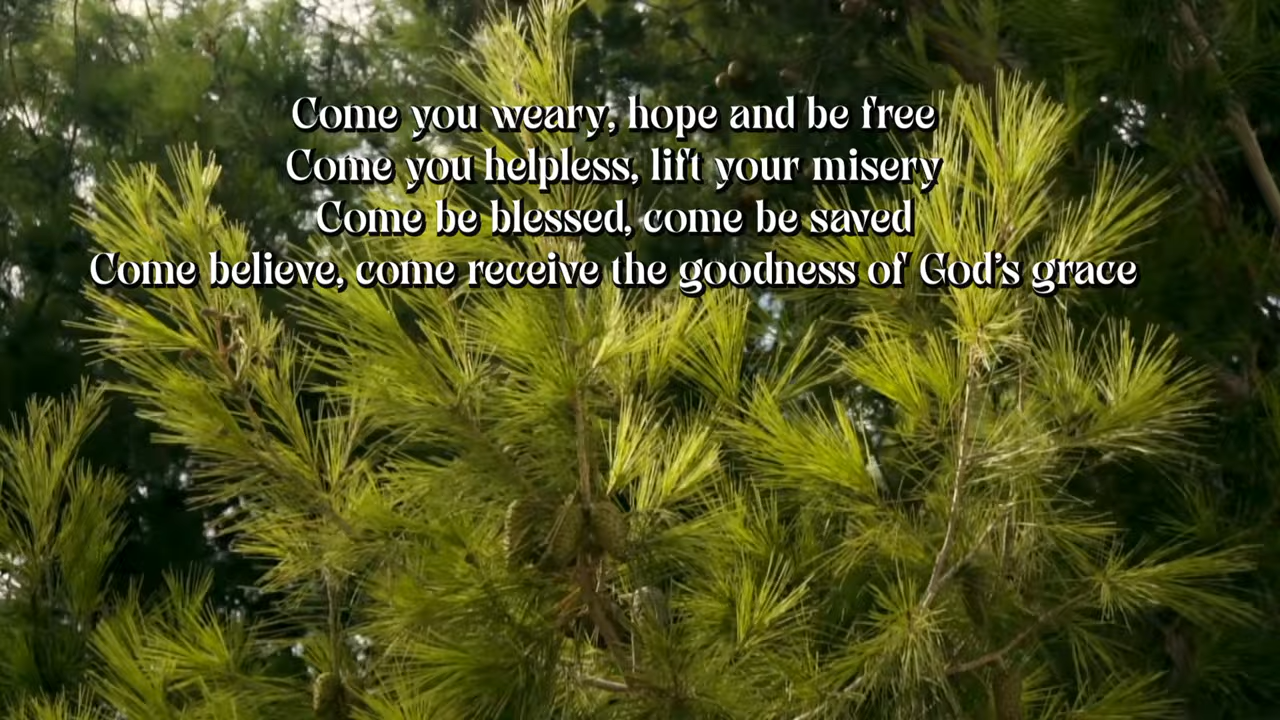 Come you weary, hope and be free
Come you helpless, lift your misery
Come be blessed, come be saved
Come believe, come receive the goodness of God's grace